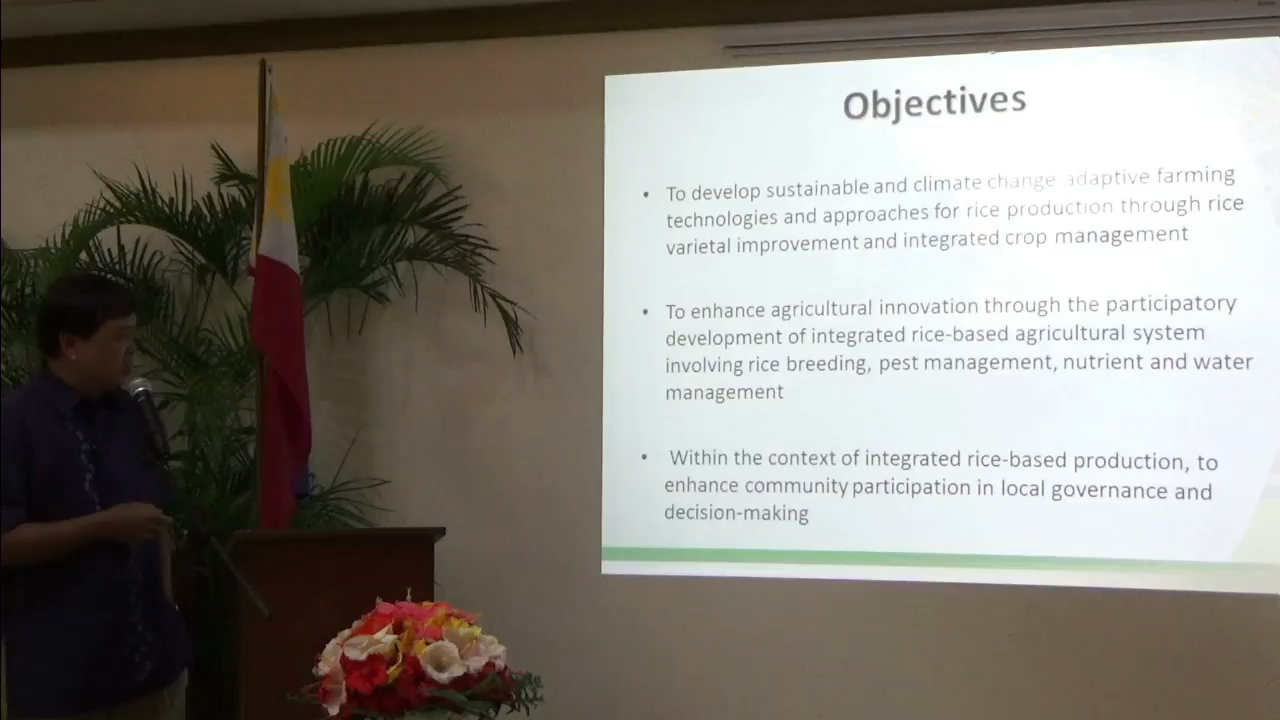 Objectives
• To develop sustainable and climate change adaptive farming
technologies and approaches for rice production through rice
varietal improvement and integrated crop management
• To enhance agricultural innovation through the participatory
development of integrated rice-based agricultural system
involving rice breeding, pest management, nutrient and water
management
• Within the context of integrated rice-based production, to
enhance community participation in local governance and
decision-making